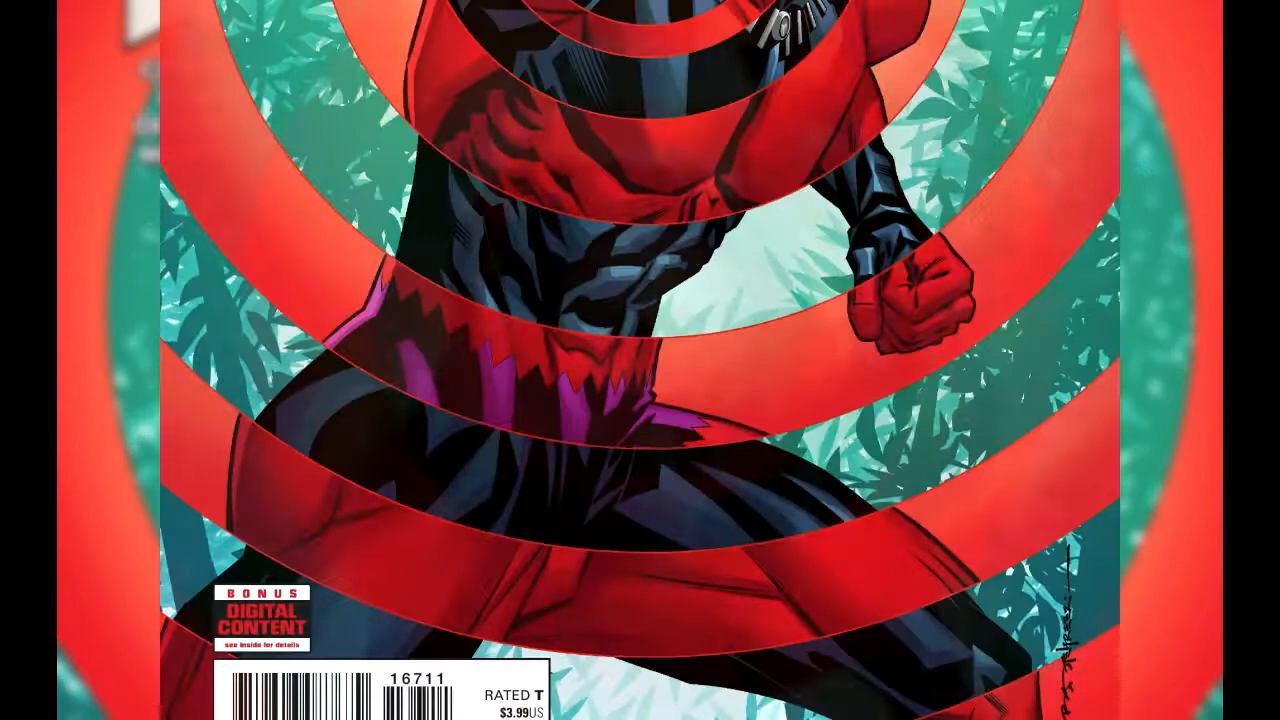 BONUS
DIGITAL
CONTENT
see inside for details
16711
RATED T
$3.99US